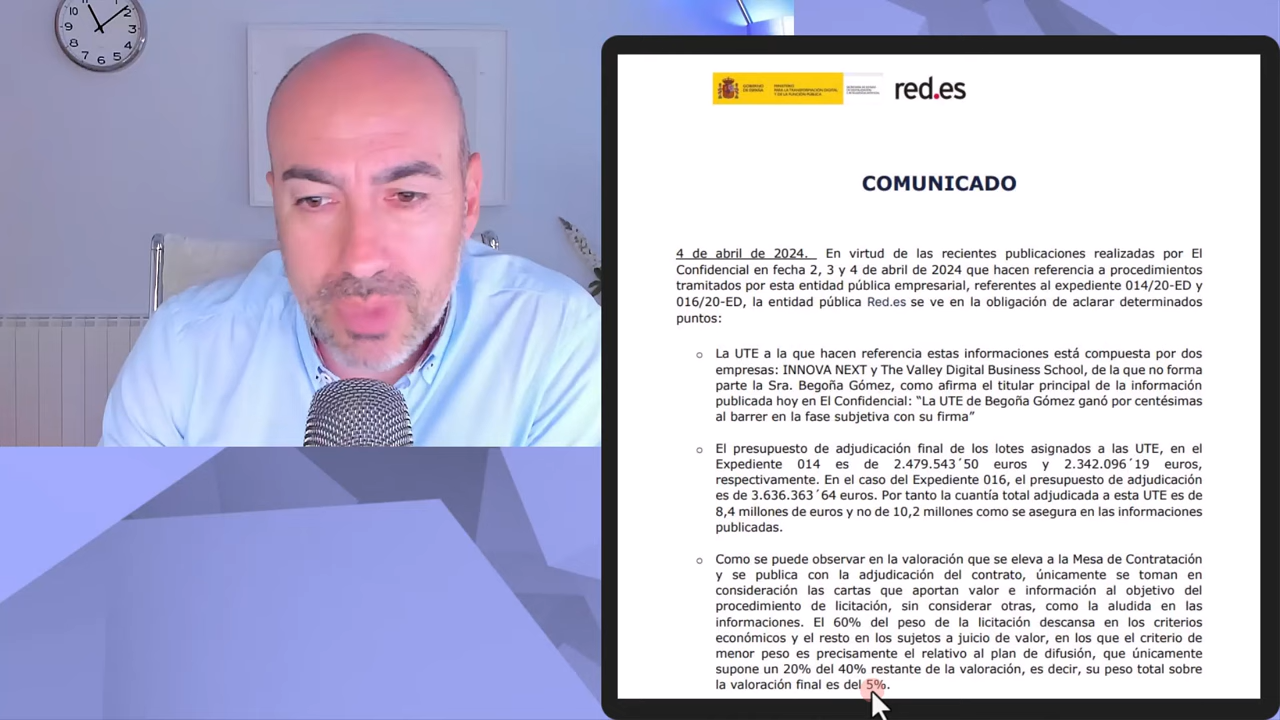 GOBIERNO
DE ESPAÑA
MINISTERIO
PARA LA TRANSFORMACIÓN DIGITAL
Y DE LA FUNCIÓN PÚBLICA
red.es
COMUNICADO
4 de abril de 2024. En virtud de las recientes publicaciones realizadas por El
Confidencial en fecha 2, 3 y 4 de abril de 2024 que hacen referencia a procedimientos
tramitados por esta entidad pública empresarial, referentes al expediente 014/20-ED y
016/20-ED, la entidad pública Red.es se ve en la obligación de aclarar determinados
puntos:
o La UTE a la que hacen referencia estas informaciones está compuesta por dos
empresas: INNOVA NEXT y The Valley Digital Business School, de la que no forma
parte la Sra. Begoña Gómez, como afirma el titular principal de la información
publicada hoy en El Confidencial: “La UTE de Begoña Gómez ganó por centésimas
al barrer en la fase subjetiva con su firma”
o El presupuesto de adjudicación final de los lotes asignados a las UTE, en el
Expediente 014 es de 2.479.543´50 euros y 2.342.096´19 euros,
respectivamente. En el caso del Expediente 016, el presupuesto de adjudicación
es de 3.636.363´64 euros. Por tanto la cuantía total adjudicada a esta UTE es de
8,4 millones de euros y no de 10,2 millones como se asegura en las informaciones
publicadas.
o Como se puede observar en la valoración que se eleva a la Mesa de Contratación
y se publica con la adjudicación del contrato, únicamente se toman en
consideración las cartas que aportan valor e información al objetivo del
procedimiento de licitación, sin considerar otras, como la aludida en las
informaciones. El 60% del peso de la licitación descansa en los criterios
económicos y el resto en los sujetos a juicio de valor, en los que el criterio de
menor peso es precisamente el relativo al plan de difusión, que únicamente
supone un 20% del 40% restante de la valoración, es decir, su peso total sobre
la valoración final es del 5%.